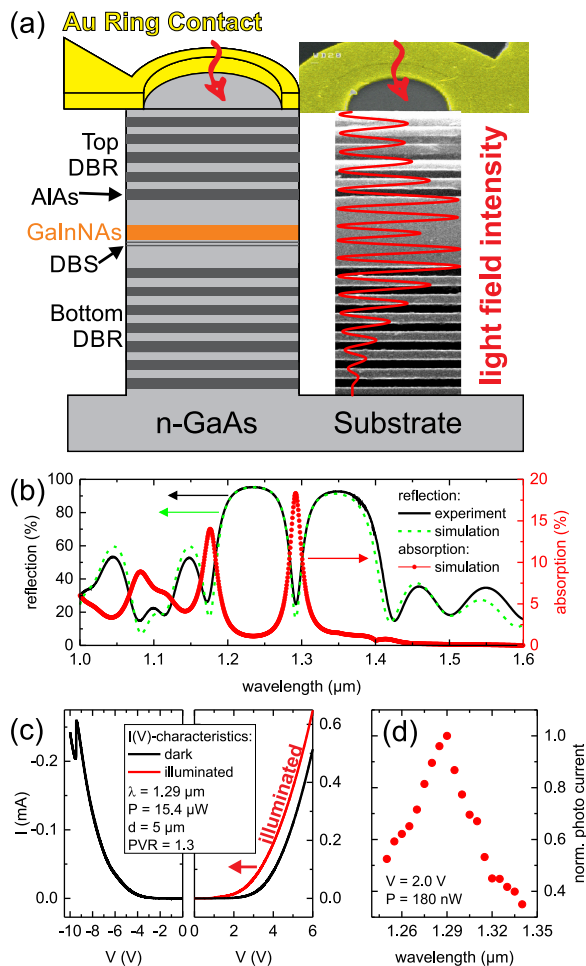 (a)
Au Ring Contact
Top
DBR
AlAs
GaInNAs
DBS
Bottom
DBR
light field intensity
n-GaAs
Substrate
(b)
100
80
60
40
20
0
reflection (%)
20
15
10
5
0
absorption (%)
reflection:
experiment
simulation
absorption:
simulation
1.0 1.1 1.2 1.3 1.4 1.5 1.6
wavelength (µm)
(c)
I(V)-characteristics:
dark
illuminated
λ = 1.29 µm
P = 15.4 µW
d = 5 µm
PVR = 1.3
illuminated
I (mA)
-0.2
-0.1
0.0
0.6
0.4
0.2
0.0
-10 -8 -6 -4 -2 0
0 2 4 6
V (V)
V (V)
(d)
1.0
0.8
0.6
0.4
norm. photo current
V = 2.0 V
P = 180 nW
1.26 1.29 1.32 1.35
wavelength (µm)